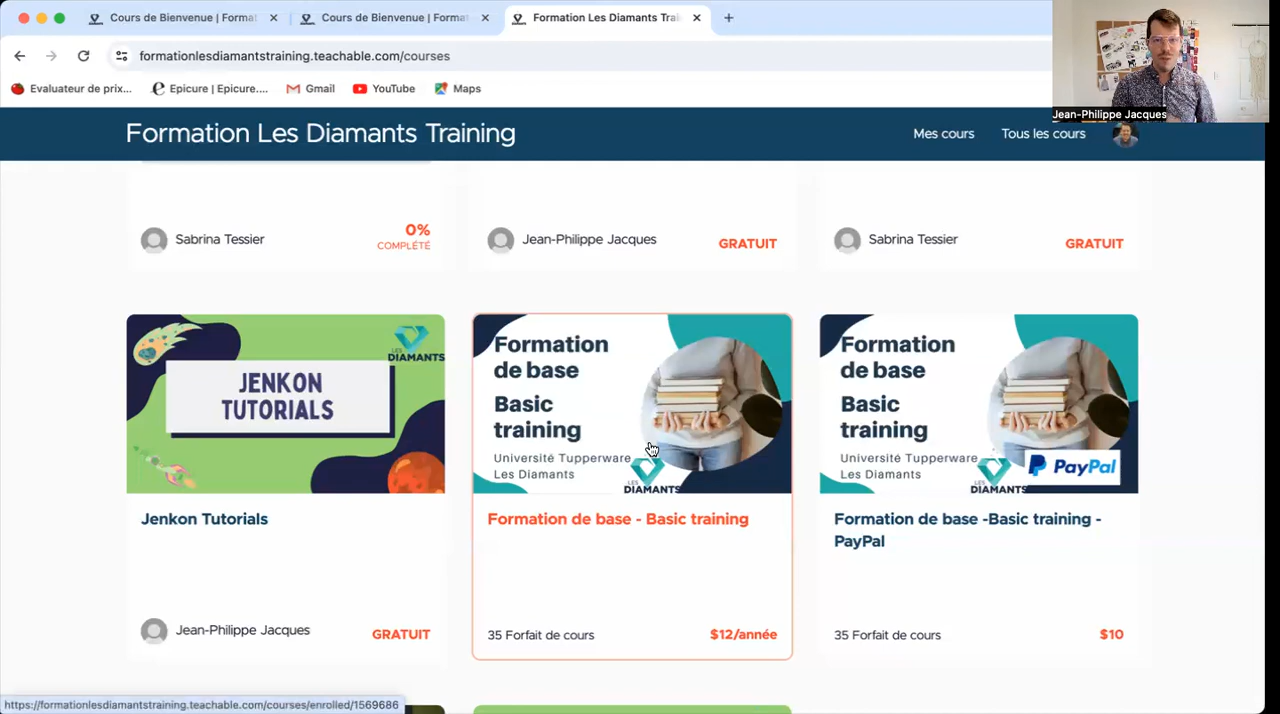 Cours de Bienvenue | Format
Cours de Bienvenue | Format
Formation Les Diamants Trai
formationlesdiamantstraining.teachable.com/courses
Evaluateur de prix...
Epicure | Epicure....
Gmail
YouTube
Maps
Jean-Philippe Jacques
Formation Les Diamants Training
Mes cours
Tous les cours
Sabrina Tessier
0%
COMPLÉTÉ
Jean-Philippe Jacques
GRATUIT
Sabrina Tessier
GRATUIT
LES
DIAMANTS
JENKON
TUTORIALS
Jenkon Tutorials
Jean-Philippe Jacques
GRATUIT
Formation
de base
Basic
training
Université Tupperware
Les Diamants
LES
DIAMANTS
Formation de base - Basic training
35 Forfait de cours
$12/année
Formation
de base
Basic
training
Université Tupperware
Les Diamants
LES
DIAMANTS
PayPal
Formation de base -Basic training -
PayPal
35 Forfait de cours
$10
https://formationlesdiamantstraining.teachable.com/courses/enrolled/1569686